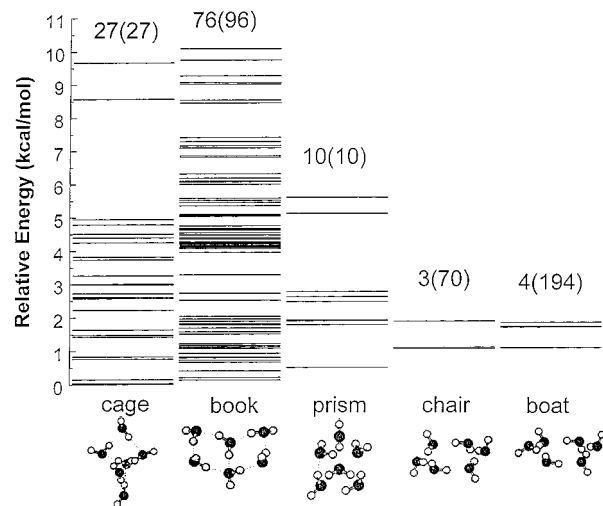 Relative Energy (kcal/mol)
11
10
9
8
7
6
5
4
3
2
1
0
27(27)
76(96)
10(10)
3(70)
4(194)
cage
book
prism
chair
boat